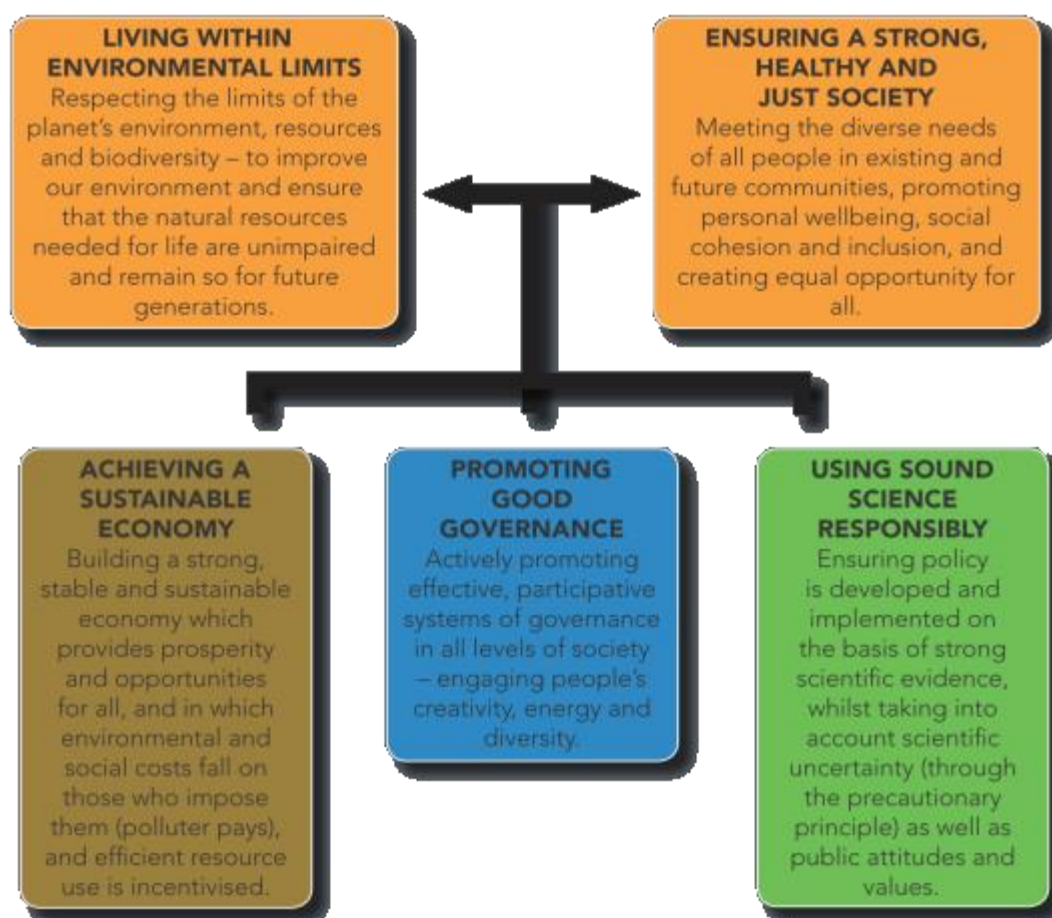 LIVING WITHIN
ENVIRONMENTAL LIMITS
Respecting the limits of the
planet's environment, resources
and biodiversity – to improve
our environment and ensure
that the natural resources
needed for life are unimpaired
and remain so for future
generations.
ENSURING A STRONG,
HEALTHY AND
JUST SOCIETY
Meeting the diverse needs
of all people in existing and
future communities, promoting
personal wellbeing, social
cohesion and inclusion, and
creating equal opportunity for
all.
ACHIEVING A
SUSTAINABLE
ECONOMY
Building a strong,
stable and sustainable
economy which
provides prosperity
and opportunities
for all, and in which
environmental and
social costs fall on
those who impose
them (polluter pays),
and efficient resource
use is incentivised.
PROMOTING
GOOD
GOVERNANCE
Actively promoting
effective, participative
systems of governance
in all levels of society
– engaging people's
creativity, energy and
diversity.
USING SOUND
SCIENCE
RESPONSIBLY
Ensuring policy
is developed and
implemented on
the basis of strong
scientific evidence,
whilst taking into
account scientific
uncertainty (through
the precautionary
principle) as well as
public attitudes and
values.